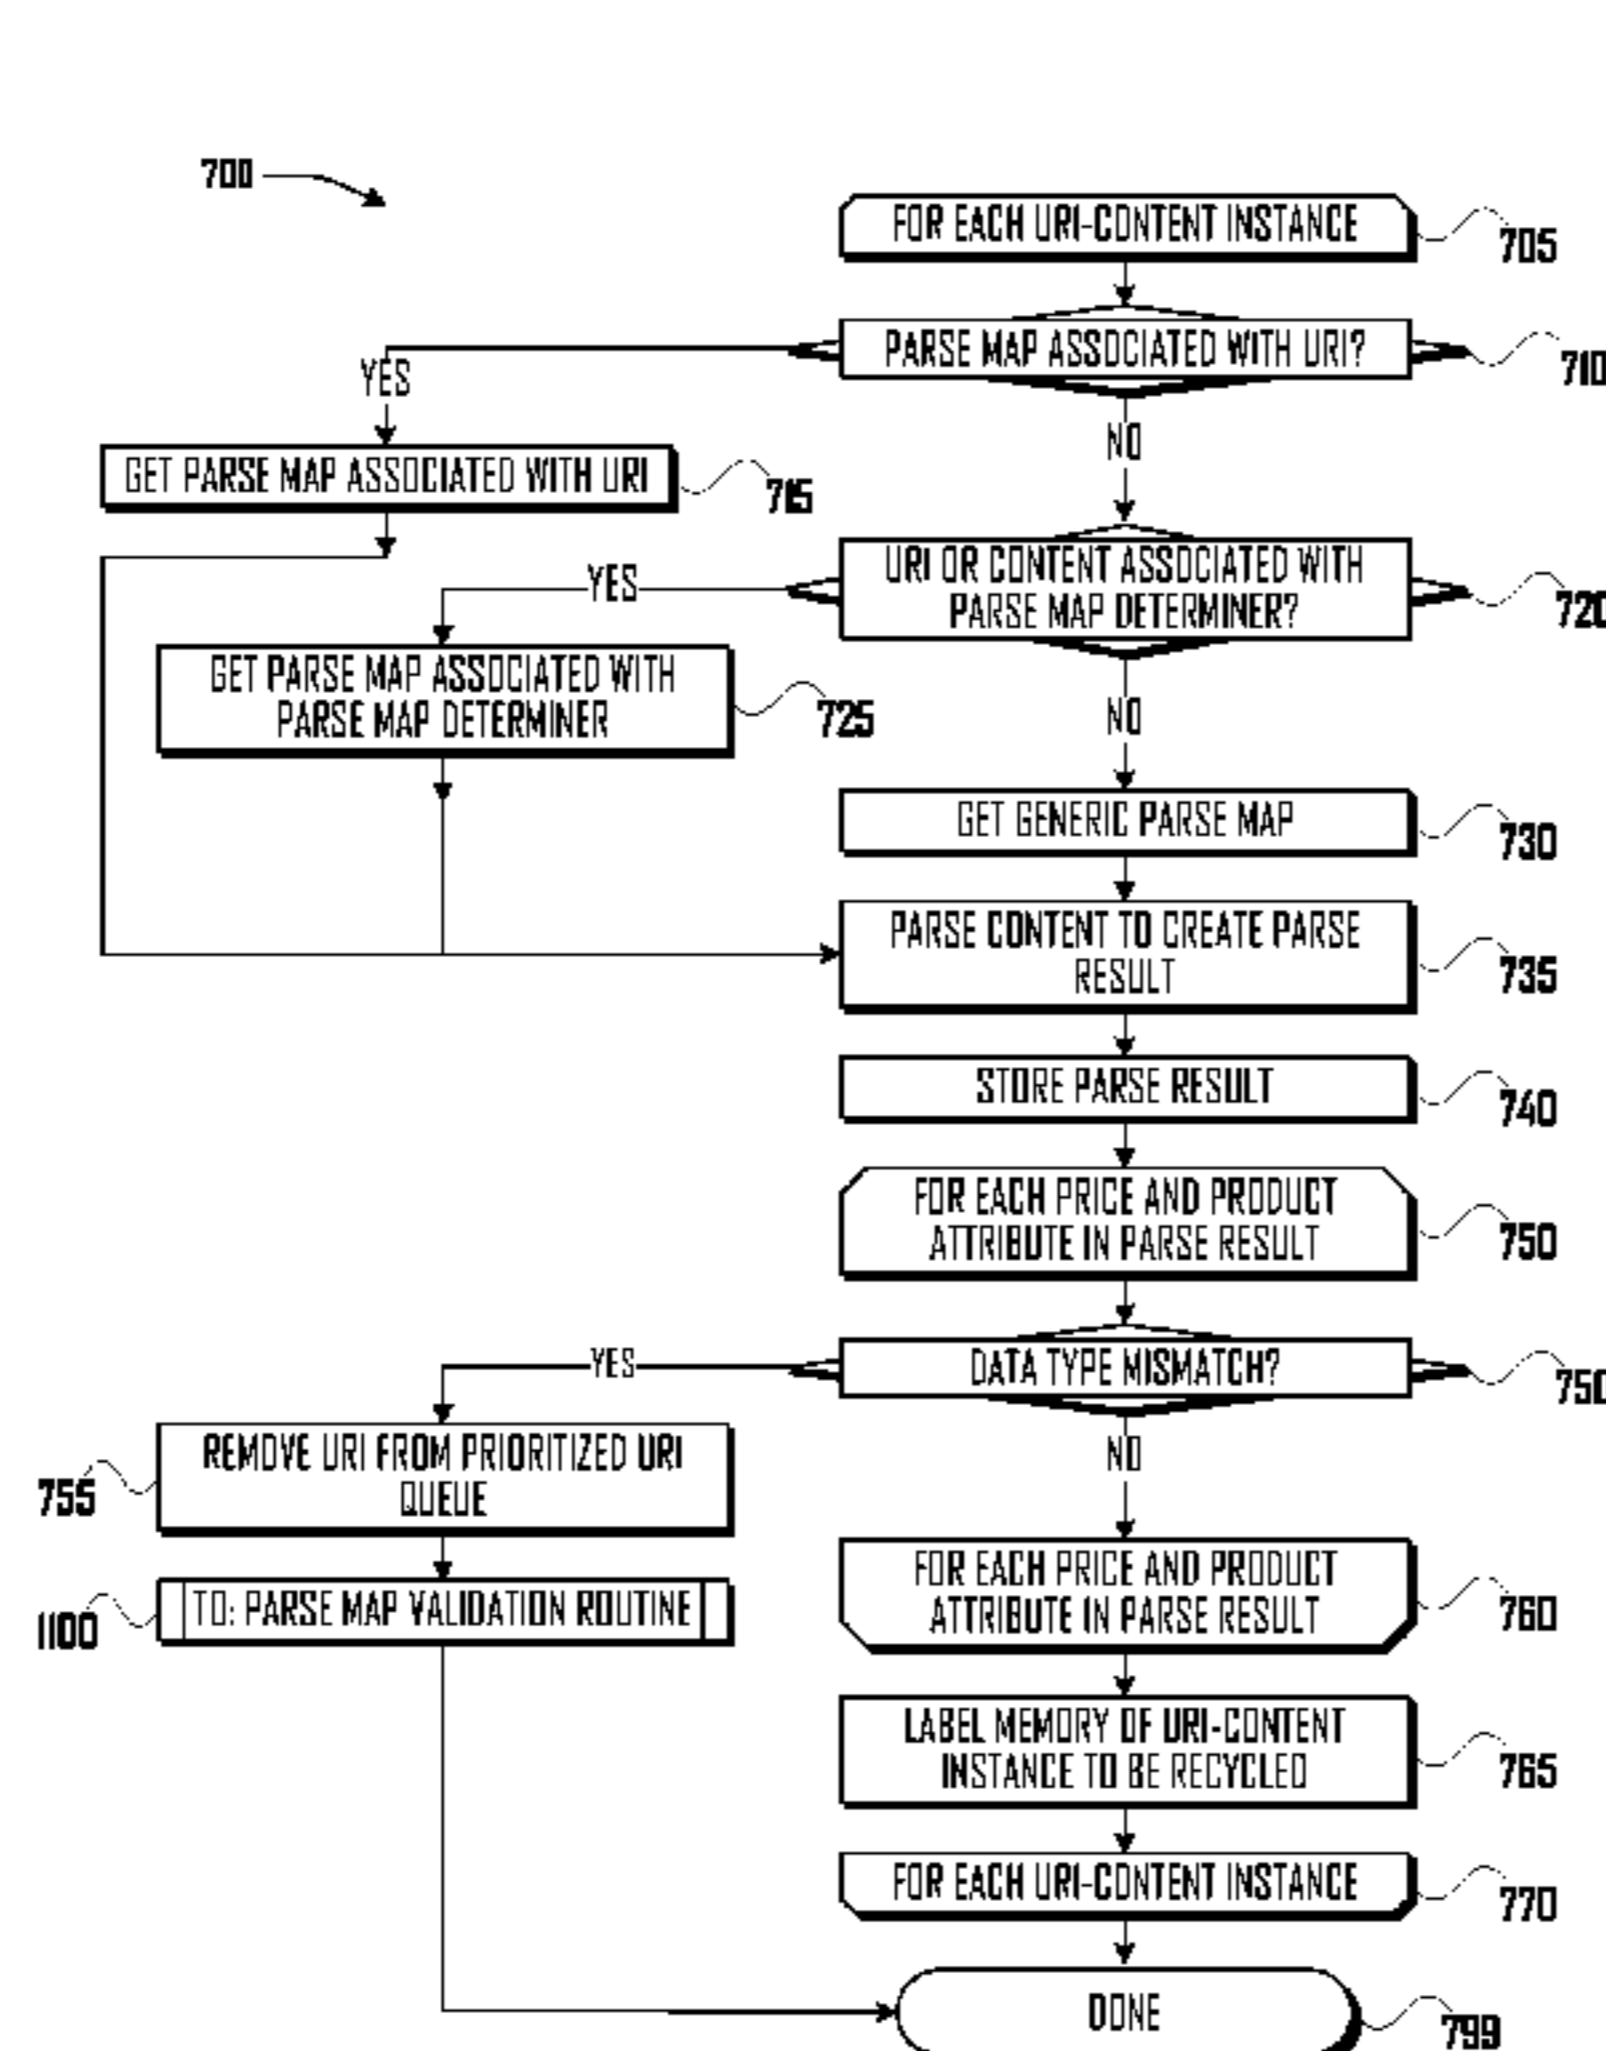 700
FOR EACH URI-CONTENT INSTANCE
705
PARSE MAP ASSOCIATED WITH URI?
710
YES
NO
GET PARSE MAP ASSOCIATED WITH URI
715
URI OR CONTENT ASSOCIATED WITH
PARSE MAP DETERMINER?
720
YES
NO
GET PARSE MAP ASSOCIATED WITH
PARSE MAP DETERMINER
725
GET GENERIC PARSE MAP
730
PARSE CONTENT TO CREATE PARSE
RESULT
735
STORE PARSE RESULT
740
FOR EACH PRICE AND PRODUCT
ATTRIBUTE IN PARSE RESULT
750
DATA TYPE MISMATCH?
750
YES
NO
REMOVE URI FROM PRIORITIZED URI
QUEUE
755
TO: PARSE MAP VALIDATION ROUTINE
1100
FOR EACH PRICE AND PRODUCT
ATTRIBUTE IN PARSE RESULT
760
LABEL MEMORY OF URI-CONTENT
INSTANCE TO BE RECYCLED
765
FOR EACH URI-CONTENT INSTANCE
770
DONE
799